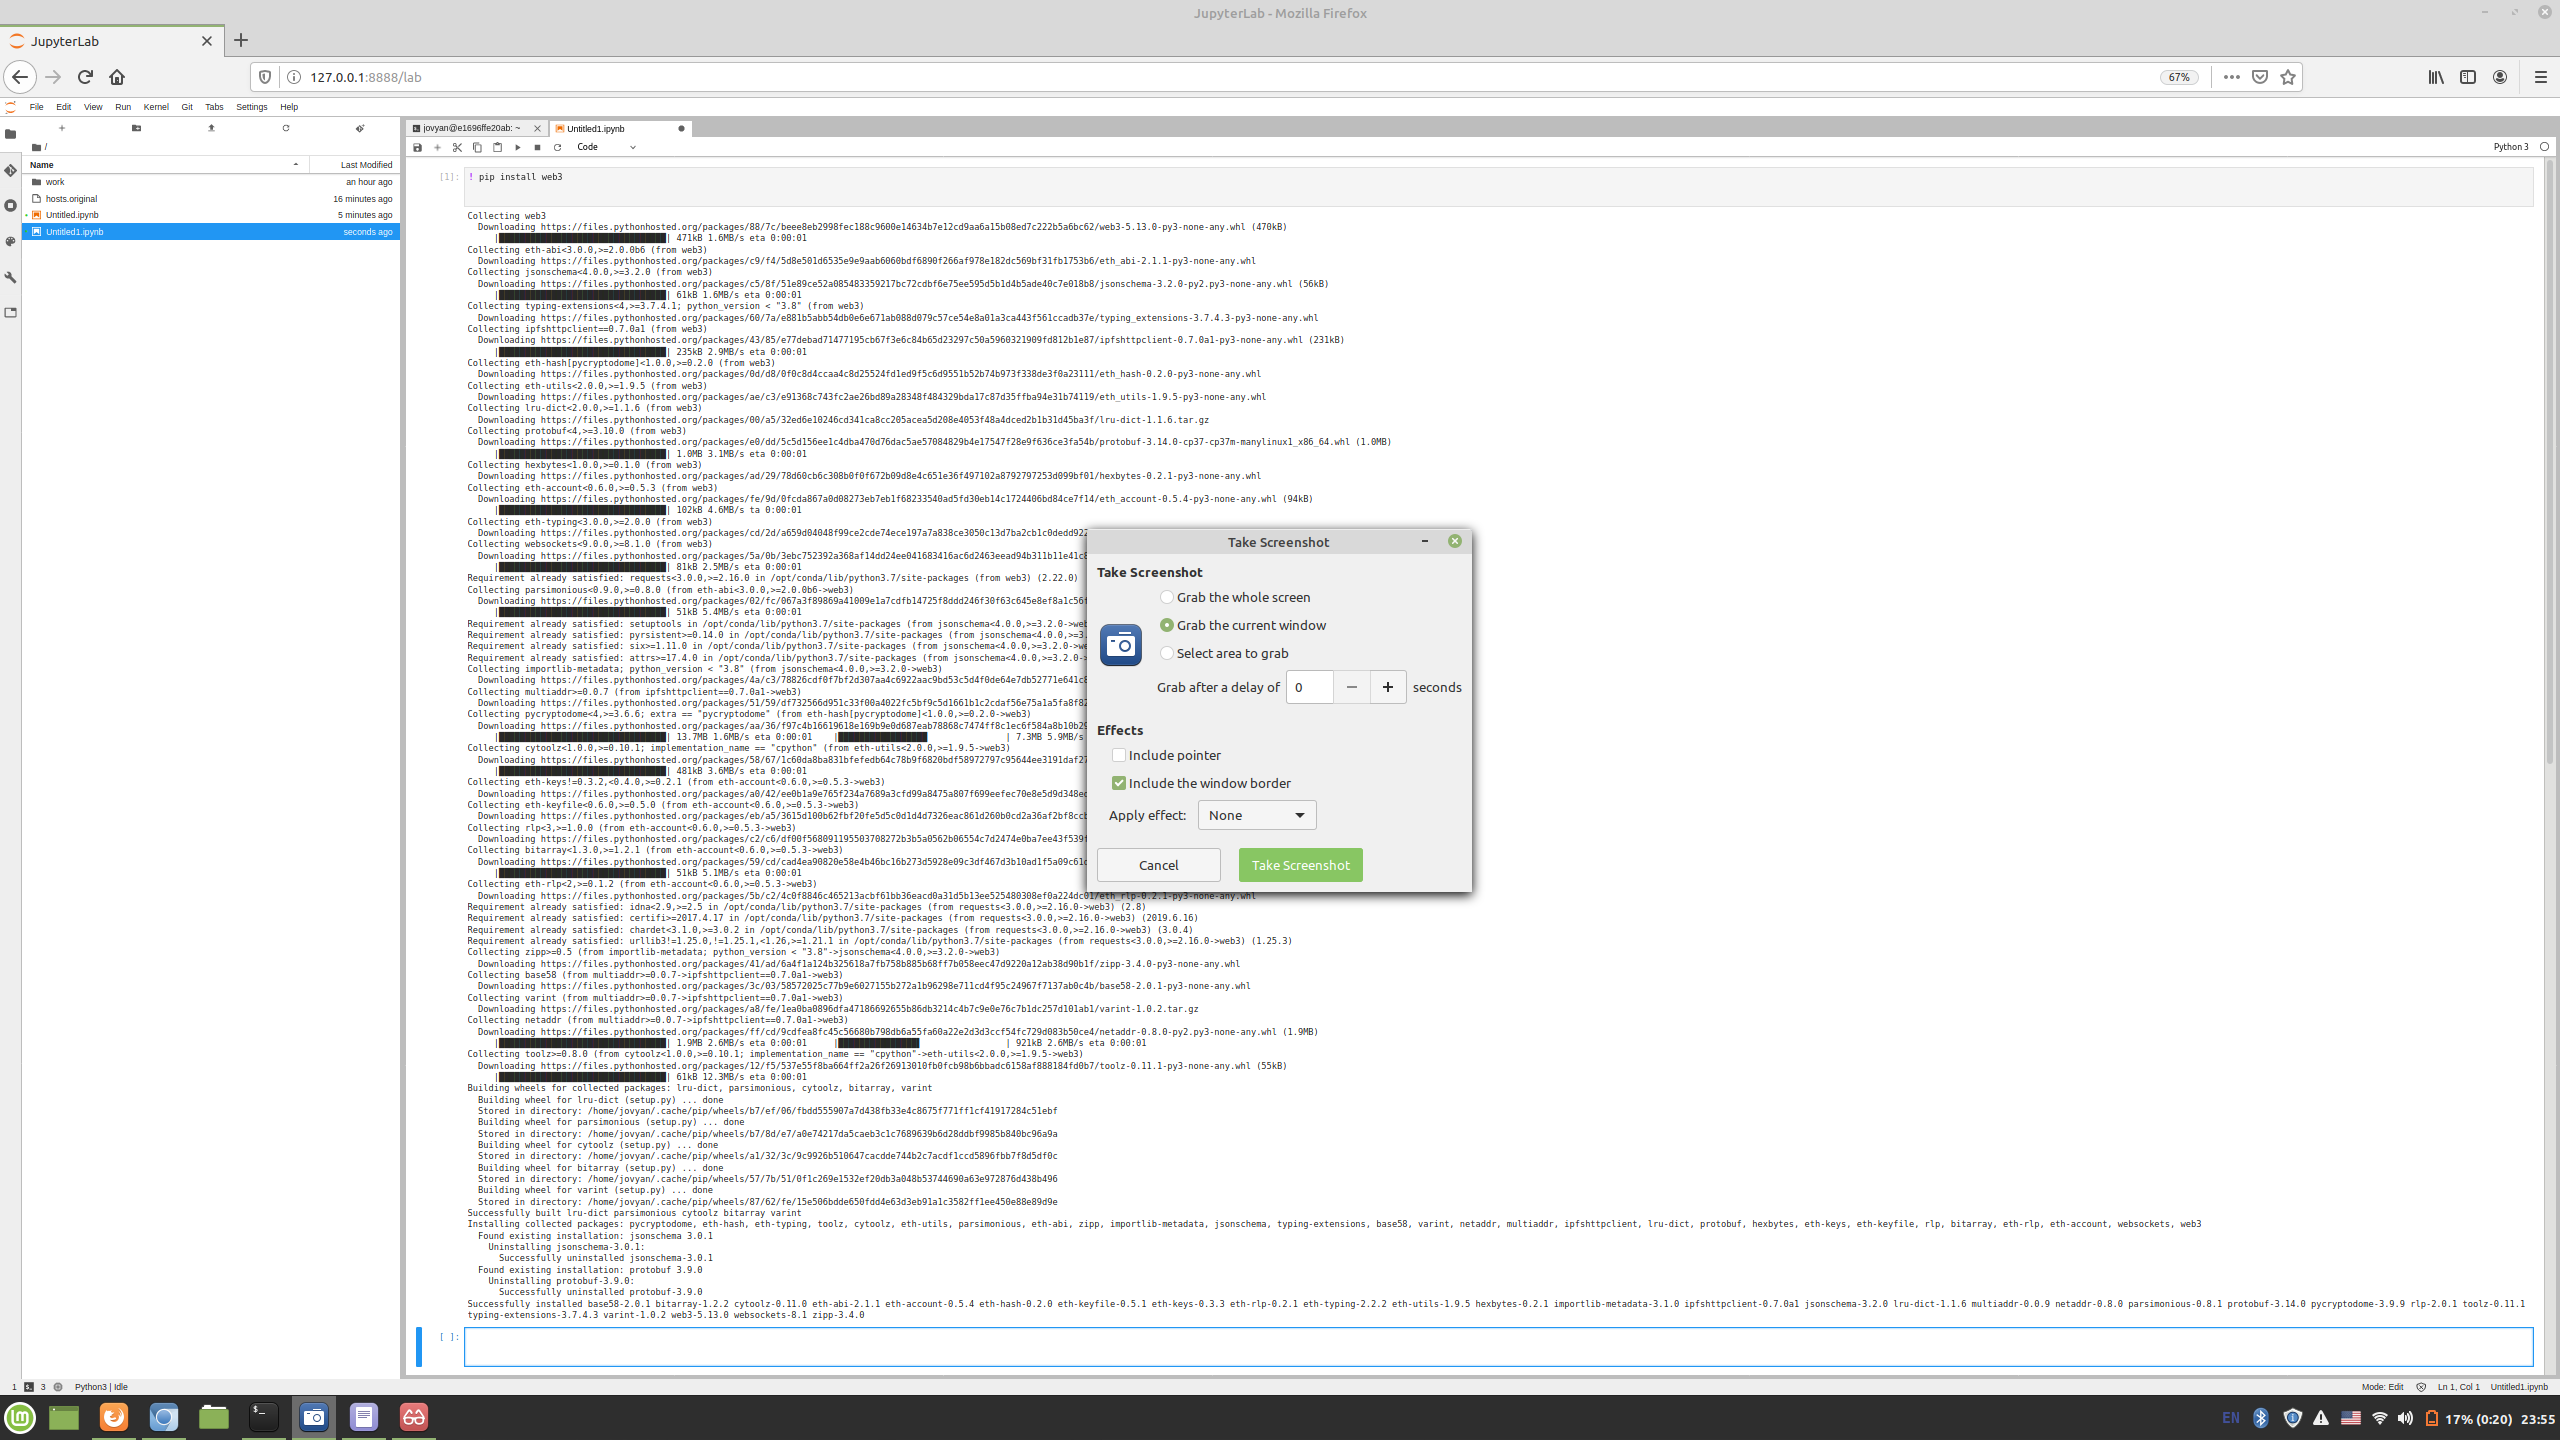 JupyterLab - Mozilla Firefox
JupyterLab
127.0.0.1:8888/lab
67%
File Edit View Run Kernel Git Tabs Settings Help
jovyan@e1696ffe20ab: ~
Untitled1.ipynb
/
Code
Python 3
Name
Last Modified
work
an hour ago
hosts.original
16 minutes ago
Untitled.ipynb
5 minutes ago
Untitled1.ipynb
seconds ago
[1]:
! pip install web3
Collecting web3
Downloading https://files.pythonhosted.org/packages/88/7c/beee8eb2998fec188c9600e14634b7e12cd9aa6a15b08ed7c222b5a6bc62/web3-5.13.0-py3-none-any.whl (470kB)
|████████████████████████████████| 471kB 1.6MB/s eta 0:00:01
Collecting eth-abi<3.0.0,>=2.0.0b6 (from web3)
Downloading https://files.pythonhosted.org/packages/c9/f4/5d8e501d6535e9e9aab6060bdf6890f266af978e182dc569bf31fb1753b6/eth_abi-2.1.1-py3-none-any.whl
Collecting jsonschema<4.0.0,>=3.2.0 (from web3)
Downloading https://files.pythonhosted.org/packages/c5/8f/51e89ce52a085483359217bc72cdbf6e75ee595d5b1d4b5ade40c7e018b8/jsonschema-3.2.0-py2.py3-none-any.whl (56kB)
|████████████████████████████████| 61kB 1.6MB/s eta 0:00:01
Collecting typing-extensions<4,>=3.7.4.1; python_version < "3.8" (from web3)
Downloading https://files.pythonhosted.org/packages/60/7a/e881b5abb54db0e6e671ab088d079c57ce54e8a01a3ca443f561ccadb37e/typing_extensions-3.7.4.3-py3-none-any.whl
Collecting ipfshttpclient==0.7.0a1 (from web3)
Downloading https://files.pythonhosted.org/packages/43/85/e77debad71477195cb67f3e6c84b65d23297c50a5960321909fd812b1e87/ipfshttpclient-0.7.0a1-py3-none-any.whl (231kB)
|████████████████████████████████| 235kB 2.9MB/s eta 0:00:01
Collecting eth-hash[pycryptodome]<1.0.0,>=0.2.0 (from web3)
Downloading https://files.pythonhosted.org/packages/0d/d8/0f0c8d4ccaa4c8d25524fd1ed9f5c6d9551b52b74b973f338de3f0a23111/eth_hash-0.2.0-py3-none-any.whl
Collecting eth-utils<2.0.0,>=1.9.5 (from web3)
Downloading https://files.pythonhosted.org/packages/ae/c3/e91368c743fc2ae26bd89a28348f484329bda17c87d35ffba94e31b74119/eth_utils-1.9.5-py3-none-any.whl
Collecting lru-dict<2.0.0,>=1.1.6 (from web3)
Downloading https://files.pythonhosted.org/packages/00/a5/32ed6e10246cd341ca8cc205acea5d208e4053f48a4dced2b1b31d45ba3f/lru-dict-1.1.6.tar.gz
Collecting protobuf<4,>=3.10.0 (from web3)
Downloading https://files.pythonhosted.org/packages/e0/dd/5c5d156ee1c4dba470d76dac5ae57084829b4e17547f28e9f636ce3fa54b/protobuf-3.14.0-cp37-cp37m-manylinux1_x86_64.whl (1.0MB)
|████████████████████████████████| 1.0MB 3.1MB/s eta 0:00:01
Collecting hexbytes<1.0.0,>=0.1.0 (from web3)
Downloading https://files.pythonhosted.org/packages/ad/29/78d60cb6c308b0f0f672b09d8e4c651e36f497102a8792797253d099bf01/hexbytes-0.2.1-py3-none-any.whl
Collecting eth-account<0.6.0,>=0.5.3 (from web3)
Downloading https://files.pythonhosted.org/packages/fe/9d/0fcda867a0d08273eb7eb1f68233540ad5fd30eb14c1724406bd84ce7f14/eth_account-0.5.4-py3-none-any.whl (94kB)
|████████████████████████████████| 102kB 4.6MB/s ta 0:00:01
Collecting eth-typing<3.0.0,>=2.0.0 (from web3)
Downloading https://files.pythonhosted.org/packages/cd/2d/a659d04048f99ce2cde74ece197a7a838ce3050c13d7ba2cb1c0dedd922
Collecting websockets<9.0.0,>=8.1.0 (from web3)
Downloading https://files.pythonhosted.org/packages/5a/0b/3ebc752392a368af14dd24ee041683416ac6d2463eead94b311b11e41c8
|████████████████████████████████| 81kB 2.5MB/s eta 0:00:01
Requirement already satisfied: requests<3.0.0,>=2.16.0 in /opt/conda/lib/python3.7/site-packages (from web3) (2.22.0)
Collecting parsimonious<0.9.0,>=0.8.0 (from eth-abi<3.0.0,>=2.0.0b6->web3)
Downloading https://files.pythonhosted.org/packages/02/fc/067a3f89869a41009e1a7cdfb14725f8ddd246f30f63c645e8ef8a1c56f
|████████████████████████████████| 51kB 5.4MB/s eta 0:00:01
Requirement already satisfied: setuptools in /opt/conda/lib/python3.7/site-packages (from jsonschema<4.0.0,>=3.2.0->web
Requirement already satisfied: pyrsistent>=0.14.0 in /opt/conda/lib/python3.7/site-packages (from jsonschema<4.0.0,>=3.
Requirement already satisfied: six>=1.11.0 in /opt/conda/lib/python3.7/site-packages (from jsonschema<4.0.0,>=3.2.0->we
Requirement already satisfied: attrs>=17.4.0 in /opt/conda/lib/python3.7/site-packages (from jsonschema<4.0.0,>=3.2.0->
Collecting importlib-metadata; python_version < "3.8" (from jsonschema<4.0.0,>=3.2.0->web3)
Downloading https://files.pythonhosted.org/packages/4a/c3/78826cdf0f7bf2d307aa4c6922aac9bd53c5d4f0de64e7db52771e641c8
Collecting multiaddr>=0.0.7 (from ipfshttpclient==0.7.0a1->web3)
Downloading https://files.pythonhosted.org/packages/51/59/df732566d951c33f00a4022fc5bf9c5d1661b1c2cdaf56e75a1a5fa8f82
Collecting pycryptodome<4,>=3.6.6; extra == "pycryptodome" (from eth-hash[pycryptodome]<1.0.0,>=0.2.0->web3)
Downloading https://files.pythonhosted.org/packages/aa/36/f97c4b16619618e169b9e0d687eab78868c7474ff8c1ec6f584a8b10b29
|████████████████████████████████| 13.7MB 1.6MB/s eta 0:00:01 |█████████████████ | 7.3MB 5.9MB/s
Collecting cytoolz<1.0.0,>=0.10.1; implementation_name == "cpython" (from eth-utils<2.0.0,>=1.9.5->web3)
Downloading https://files.pythonhosted.org/packages/58/67/1c60da8ba831bfefedb64c78b9f6820bdf58972797c95644ee3191daf27
|████████████████████████████████| 481kB 3.6MB/s eta 0:00:01
Collecting eth-keys!=0.3.2,<0.4.0,>=0.2.1 (from eth-account<0.6.0,>=0.5.3->web3)
Downloading https://files.pythonhosted.org/packages/a0/42/ee0b1a9e765f234a7689a3cfd99a8475a807f699eefec70e8e5d9d348ec
Collecting eth-keyfile<0.6.0,>=0.5.0 (from eth-account<0.6.0,>=0.5.3->web3)
Downloading https://files.pythonhosted.org/packages/eb/a5/3615d100b62fbf20fe5d5c0d1d4d7326eac861d260b0cd2a36af2bf8ccb
Collecting rlp<3,>=1.0.0 (from eth-account<0.6.0,>=0.5.3->web3)
Downloading https://files.pythonhosted.org/packages/c2/c6/df00f568091195503708272b3b5a0562b06554c7d2474e0ba7ee43f539f
Collecting bitarray<1.3.0,>=1.2.1 (from eth-account<0.6.0,>=0.5.3->web3)
Downloading https://files.pythonhosted.org/packages/59/cd/cad4ea90820e58e4b46bc16b273d5928e09c3df467d3b10ad1f5a09c61d
|████████████████████████████████| 51kB 5.1MB/s eta 0:00:01
Collecting eth-rlp<2,>=0.1.2 (from eth-account<0.6.0,>=0.5.3->web3)
Downloading https://files.pythonhosted.org/packages/5b/c2/4c0f8846c465213acbf61bb36eacd0a31d5b13ee525480308ef0a224dc01/eth_rlp-0.2.1-py3-none-any.whl
Requirement already satisfied: idna<2.9,>=2.5 in /opt/conda/lib/python3.7/site-packages (from requests<3.0.0,>=2.16.0->web3) (2.8)
Requirement already satisfied: certifi>=2017.4.17 in /opt/conda/lib/python3.7/site-packages (from requests<3.0.0,>=2.16.0->web3) (2019.6.16)
Requirement already satisfied: chardet<3.1.0,>=3.0.2 in /opt/conda/lib/python3.7/site-packages (from requests<3.0.0,>=2.16.0->web3) (3.0.4)
Requirement already satisfied: urllib3!=1.25.0,!=1.25.1,<1.26,>=1.21.1 in /opt/conda/lib/python3.7/site-packages (from requests<3.0.0,>=2.16.0->web3) (1.25.3)
Collecting zipp>=0.5 (from importlib-metadata; python_version < "3.8"->jsonschema<4.0.0,>=3.2.0->web3)
Downloading https://files.pythonhosted.org/packages/41/ad/6a4f1a124b325618a7fb758b885b68ff7b058eec47d9220a12ab38d90b1f/zipp-3.4.0-py3-none-any.whl
Collecting base58 (from multiaddr>=0.0.7->ipfshttpclient==0.7.0a1->web3)
Downloading https://files.pythonhosted.org/packages/3c/03/58572025c77b9e6027155b272a1b96298e711cd4f95c24967f7137ab0c4b/base58-2.0.1-py3-none-any.whl
Collecting varint (from multiaddr>=0.0.7->ipfshttpclient==0.7.0a1->web3)
Downloading https://files.pythonhosted.org/packages/a8/fe/1ea0ba0896dfa47186692655b86db3214c4b7c9e0e76c7b1dc257d101ab1/varint-1.0.2.tar.gz
Collecting netaddr (from multiaddr>=0.0.7->ipfshttpclient==0.7.0a1->web3)
Downloading https://files.pythonhosted.org/packages/ff/cd/9cdfea8fc45c56680b798db6a55fa60a22e2d3d3ccf54fc729d083b50ce4/netaddr-0.8.0-py2.py3-none-any.whl (1.9MB)
|████████████████████████████████| 1.9MB 2.6MB/s eta 0:00:01 |███████████████▌ | 921kB 2.6MB/s eta 0:00:01
Collecting toolz>=0.8.0 (from cytoolz<1.0.0,>=0.10.1; implementation_name == "cpython"->eth-utils<2.0.0,>=1.9.5->web3)
Downloading https://files.pythonhosted.org/packages/12/f5/537e55f8ba664ff2a26f26913010fb0fcb98b6bbadc6158af888184fd0b7/toolz-0.11.1-py3-none-any.whl (55kB)
|████████████████████████████████| 61kB 12.3MB/s eta 0:00:01
Building wheels for collected packages: lru-dict, parsimonious, cytoolz, bitarray, varint
Building wheel for lru-dict (setup.py) ... done
Stored in directory: /home/jovyan/.cache/pip/wheels/b7/ef/06/fbdd555907a7d438fb33e4c8675f771ff1cf41917284c51ebf
Building wheel for parsimonious (setup.py) ... done
Stored in directory: /home/jovyan/.cache/pip/wheels/b7/8d/e7/a0e74217da5caeb3c1c7689639b6d28ddbf9985b840bc96a9a
Building wheel for cytoolz (setup.py) ... done
Stored in directory: /home/jovyan/.cache/pip/wheels/a1/32/3c/9c9926b510647cacdde744b2c7acdf1ccd5896fbb7f8d5df0c
Building wheel for bitarray (setup.py) ... done
Stored in directory: /home/jovyan/.cache/pip/wheels/57/7b/51/0f1c269e1532ef20db3a048b53744690a63e972876d438b496
Building wheel for varint (setup.py) ... done
Stored in directory: /home/jovyan/.cache/pip/wheels/87/62/fe/15e506bdde650fdd4e63d3eb91a1c3582ff1ee450e88e89d9e
Successfully built lru-dict parsimonious cytoolz bitarray varint
Installing collected packages: pycryptodome, eth-hash, eth-typing, toolz, cytoolz, eth-utils, parsimonious, eth-abi, zipp, importlib-metadata, jsonschema, typing-extensions, base58, varint, netaddr, multiaddr, ipfshttpclient, lru-dict, protobuf, hexbytes, eth-keys, eth-keyfile, rlp, bitarray, eth-rlp, eth-account, websockets, web3
Found existing installation: jsonschema 3.0.1
Uninstalling jsonschema-3.0.1:
Successfully uninstalled jsonschema-3.0.1
Found existing installation: protobuf 3.9.0
Uninstalling protobuf-3.9.0:
Successfully uninstalled protobuf-3.9.0
Successfully installed base58-2.0.1 bitarray-1.2.2 cytoolz-0.11.0 eth-abi-2.1.1 eth-account-0.5.4 eth-hash-0.2.0 eth-keyfile-0.5.1 eth-keys-0.3.3 eth-rlp-0.2.1 eth-typing-2.2.2 eth-utils-1.9.5 hexbytes-0.2.1 importlib-metadata-3.1.0 ipfshttpclient-0.7.0a1 jsonschema-3.2.0 lru-dict-1.1.6 multiaddr-0.0.9 netaddr-0.8.0 parsimonious-0.8.1 protobuf-3.14.0 pycryptodome-3.9.9 rlp-2.0.1 toolz-0.11.1
typing-extensions-3.7.4.3 varint-1.0.2 web3-5.13.0 websockets-8.1 zipp-3.4.0
[ ]:
Take Screenshot
Take Screenshot
Grab the whole screen
Grab the current window
Select area to grab
Grab after a delay of 0 seconds
Effects
Include pointer
Include the window border
Apply effect: None
Cancel
Take Screenshot
1 3 Python3 | Idle
Mode: Edit Ln 1, Col 1 Untitled1.ipynb
EN 17% (0:20) 23:55